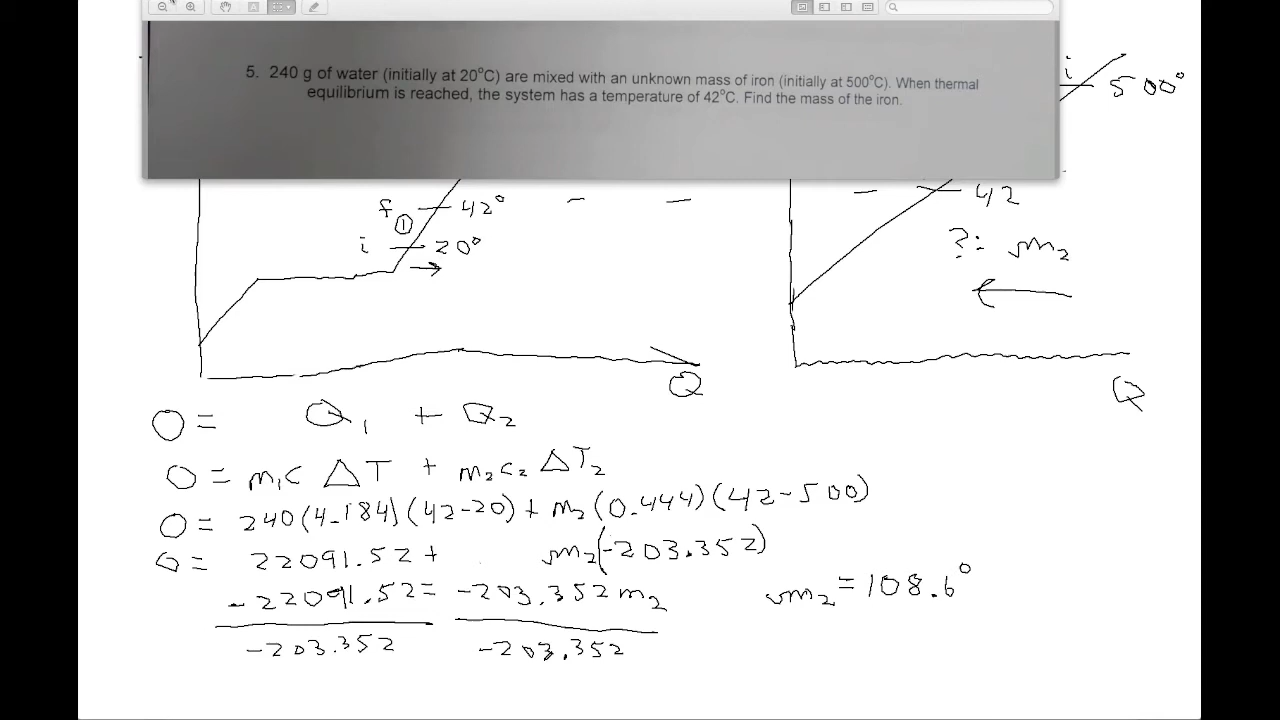 5. 240 g of water (initially at 20°C) are mixed with an unknown mass of iron (initially at 500°C). When thermal
equilibrium is reached, the system has a temperature of 42°C. Find the mass of the iron.
i
500°
f
42°
①
i
20°
Q
42
?: m₂
Q
0 = Q₁ + Q₂
0 = m₁c ΔT + m₂c₂ ΔT₂
0 = 240(4.184)(42-20) + m₂(0.444)(42-500)
0 = 22091.52 + m₂(-203.352)
-22091.52 = -203.352m₂
-203.352 -203.352
m₂ = 108.6°